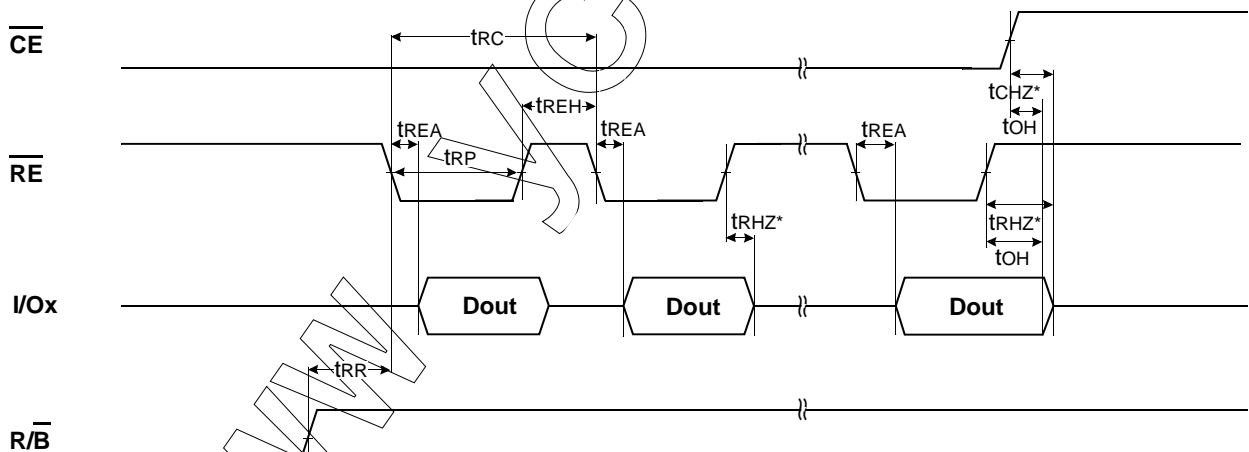 CE
tRC
tCHZ*
tREH
tOH
tREA
tREA
tREA
RE
tRP
tRHZ*
tRHZ*
tOH
I/Ox
Dout
Dout
Dout
tRR
R/B